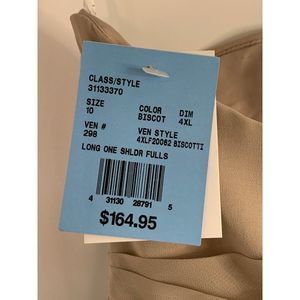 CLASS/STYLE
31133370
SIZE COLOR DIM
10 BISCOT 4XL
VEN # VEN STYLE
298 4XLF20082 BISCOTTI
LONG ONE SHLDR FULLS
4 31130 28791 5
$164.95